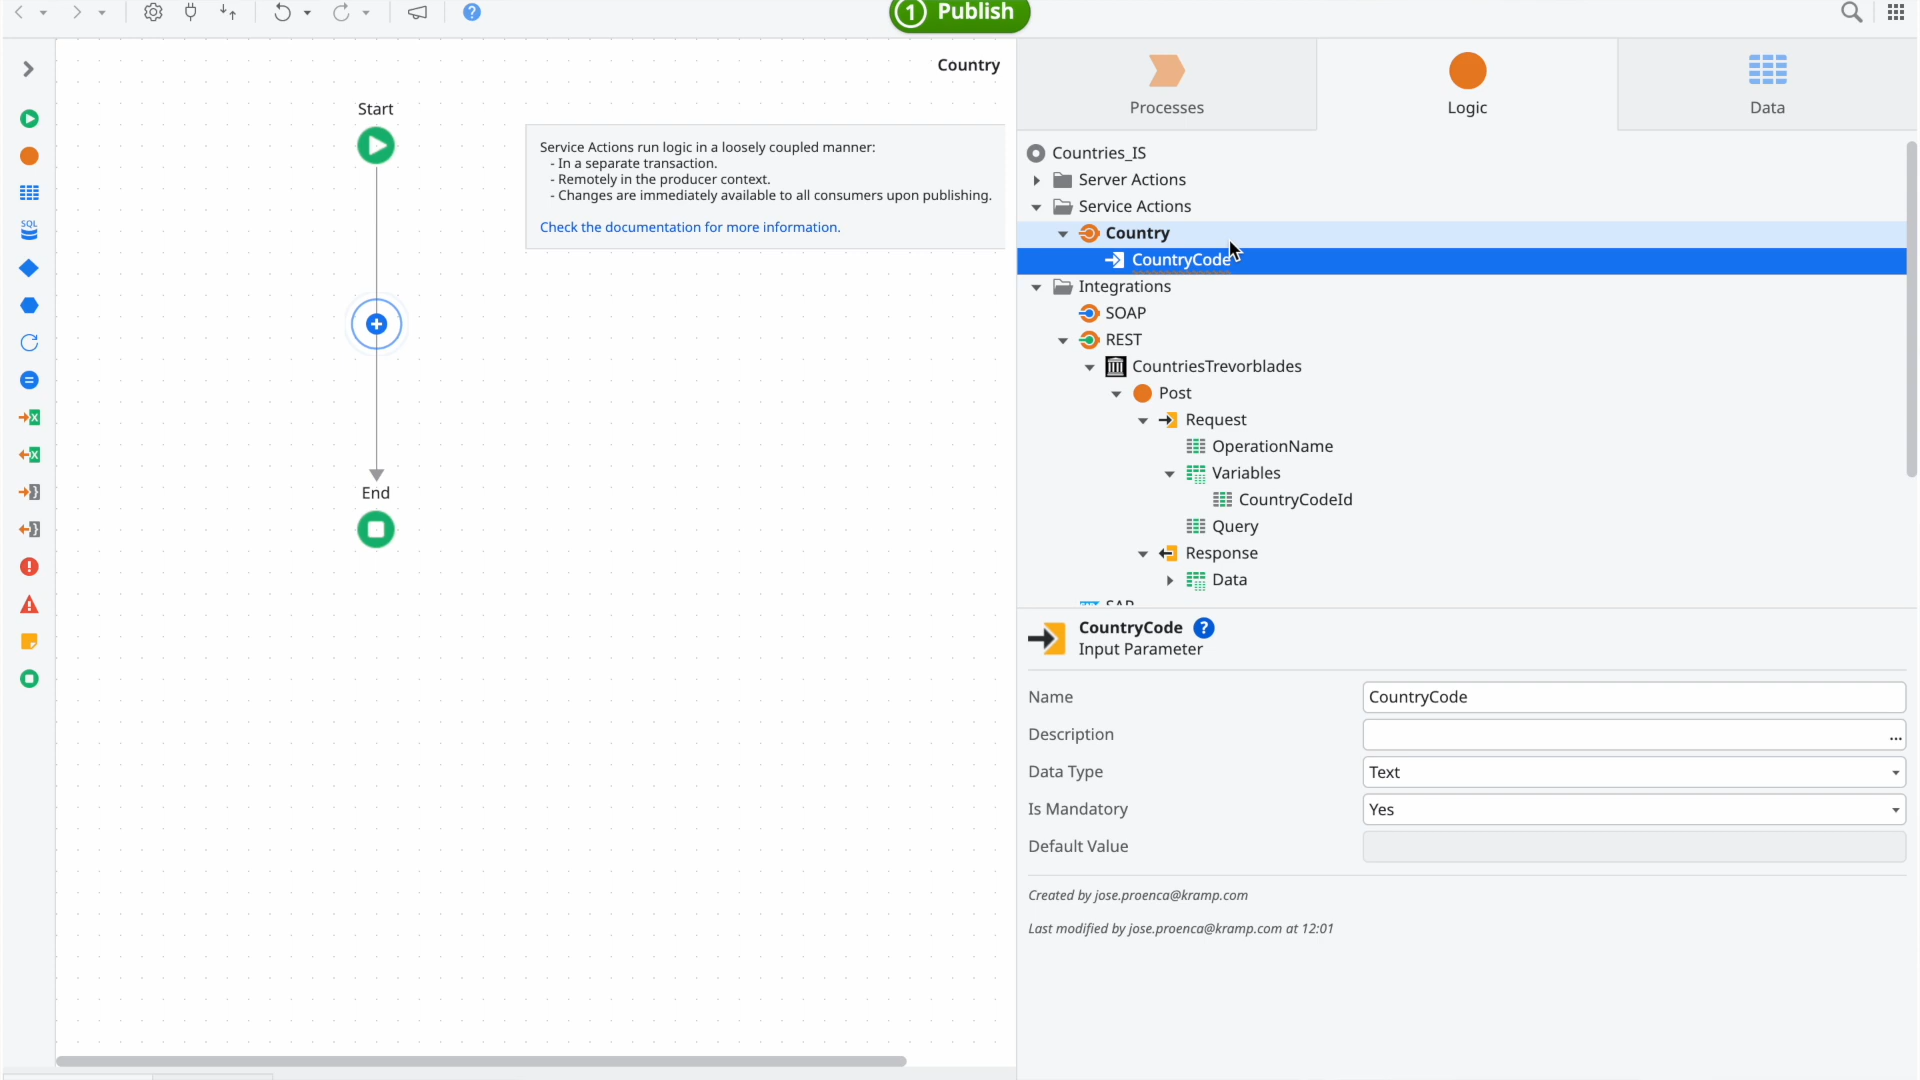 1 Publish
Country
Start
Service Actions run logic in a loosely coupled manner:
- In a separate transaction.
- Remotely in the producer context.
- Changes are immediately available to all consumers upon publishing.
Check the documentation for more information.
End
SQL
Processes
Logic
Data
Countries_IS
Server Actions
Service Actions
Country
CountryCode
Integrations
SOAP
REST
CountriesTrevorblades
Post
Request
OperationName
Variables
CountryCodeId
Query
Response
Data
SAP
CountryCode ?
Input Parameter
Name CountryCode
Description ...
Data Type Text
Is Mandatory Yes
Default Value
Created by jose.proenca@kramp.com
Last modified by jose.proenca@kramp.com at 12:01